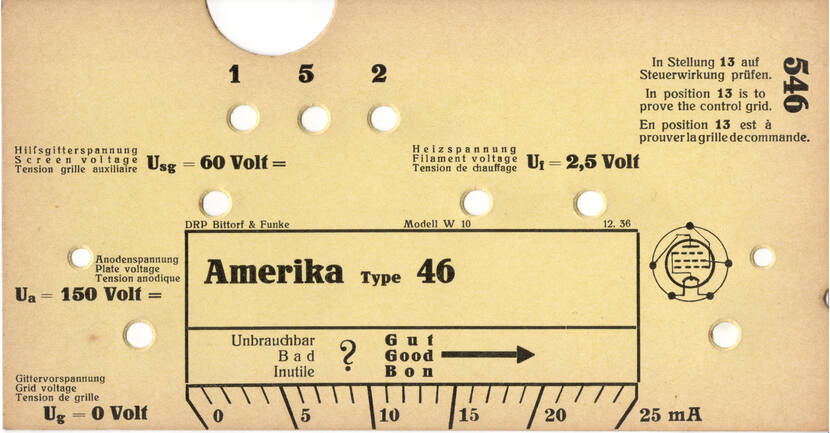 1 5 2
In Stellung 13 auf
Steuerwirkung prüfen.
In position 13 is to
prove the control grid.
En position 13 est à
prouver la grille de commande.
546
Hilfsgitterspannung
Screen voltage
Tension grille auxiliaire
Usg = 60 Volt =
Heizspannung
Filament voltage
Tension de chauffage
Uf = 2,5 Volt
DRP Bittorf & Funke Modell W 10 12. 36
Anodenspannung
Plate voltage
Tension anodique
Ua = 150 Volt =
Amerika Type 46
Unbrauchbar
Bad
Inutile
?
Gut
Good
Bon
Gittervorspannung
Grid voltage
Tension de grille
Ug = 0 Volt
0 5 10 15 20 25 mA